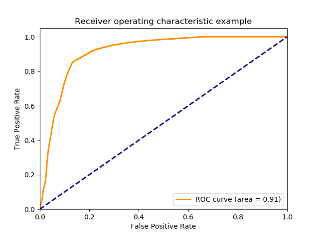 Receiver operating characteristic example
True Positive Rate
1.0
0.8
0.6
0.4
0.2
0.0
ROC curve (area = 0.91)
0.0 0.2 0.4 0.6 0.8 1.0
False Positive Rate